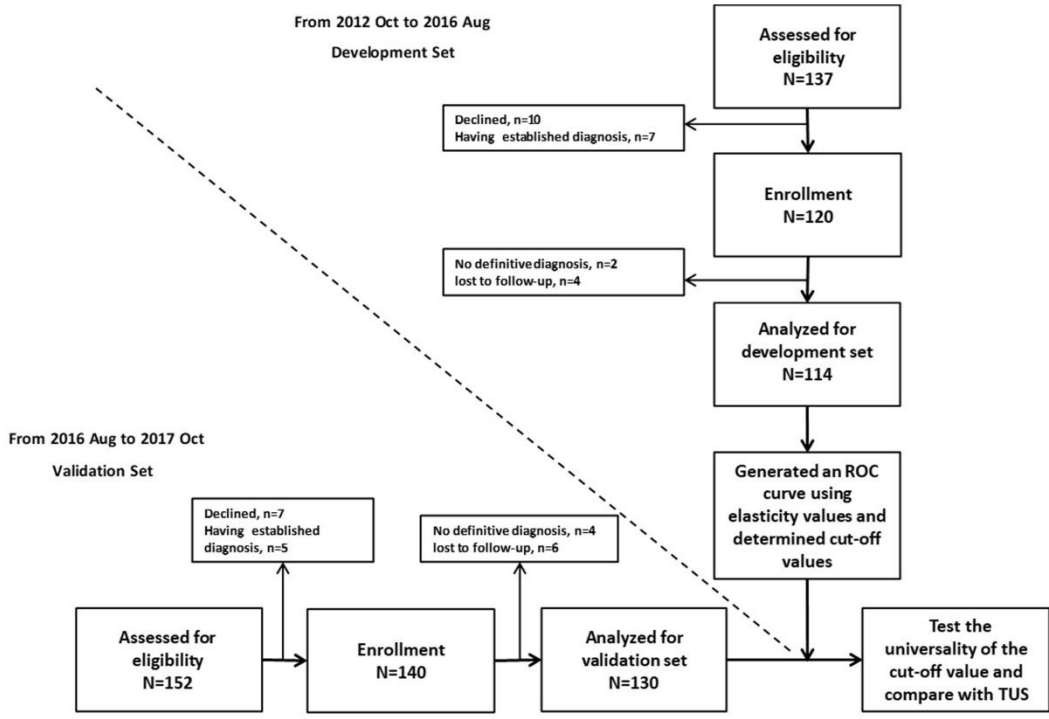 From 2012 Oct to 2016 Aug
Development Set
Assessed for
eligibility
N=137
Declined, n=10
Having established diagnosis, n=7
Enrollment
N=120
No definitive diagnosis, n=2
lost to follow-up, n=4
Analyzed for
development set
N=114
Generated an ROC
curve using
elasticity values and
determined cut-off
values
From 2016 Aug to 2017 Oct
Validation Set
Declined, n=7
Having established
diagnosis, n=5
No definitive diagnosis, n=4
lost to follow-up, n=6
Assessed for
eligibility
N=152
Enrollment
N=140
Analyzed for
validation set
N=130
Test the
universality of the
cut-off value and
compare with TUS